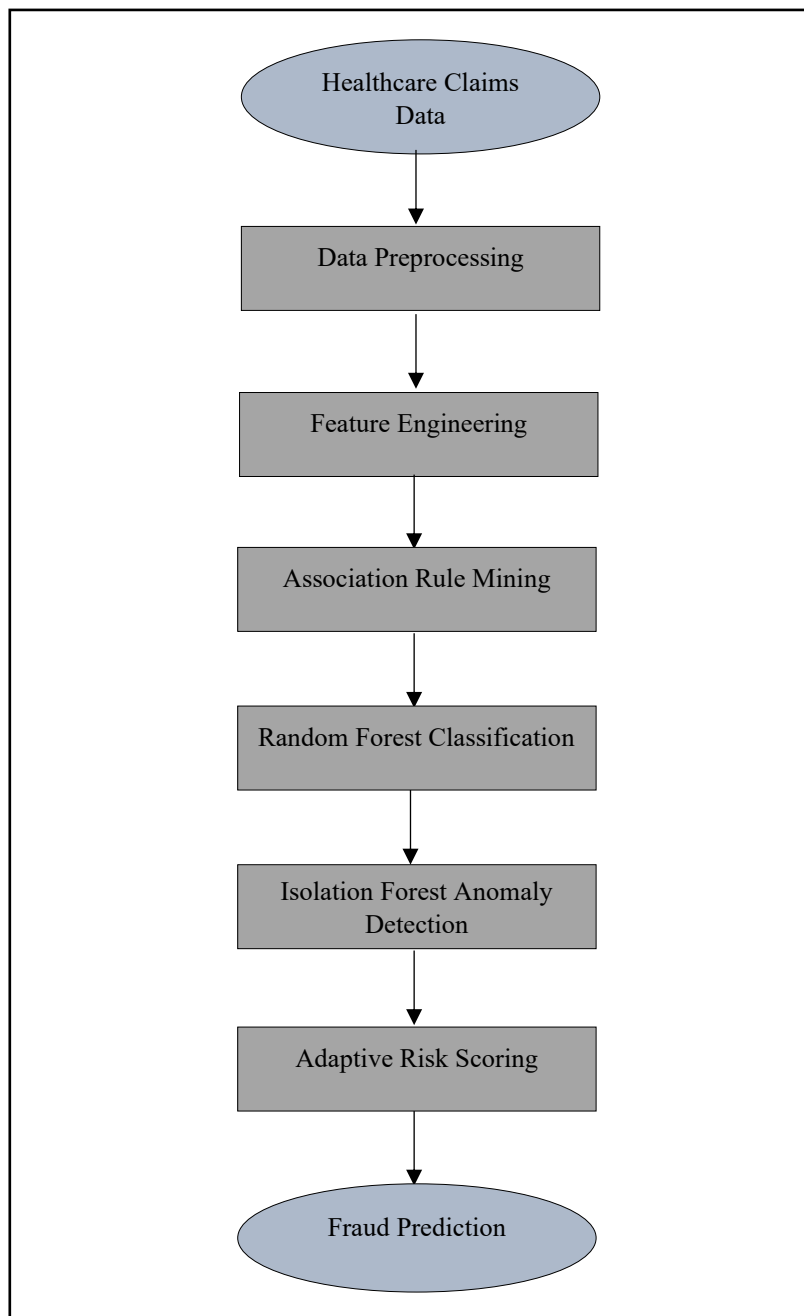 Healthcare Claims
Data
Data Preprocessing
Feature Engineering
Association Rule Mining
Random Forest Classification
Isolation Forest Anomaly
Detection
Adaptive Risk Scoring
Fraud Prediction